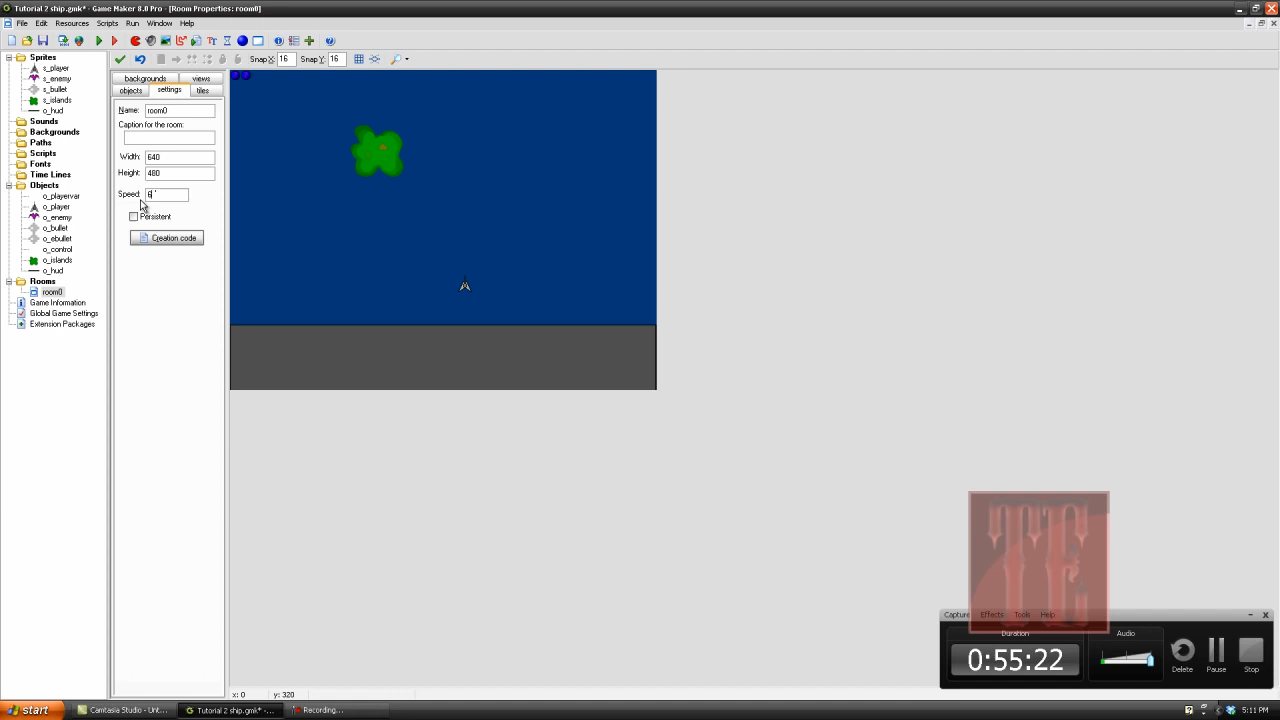 Tutorial 2 ship.gmk* - Game Maker 8.0 Pro - [Room Properties: room0]
File Edit Resources Scripts Run Window Help
Snap X: 16 Snap Y: 16
Sprites
s_player
s_enemy
s_bullet
s_islands
o_hud
Sounds
Backgrounds
Paths
Scripts
Fonts
Time Lines
Objects
o_playervar
o_player
o_enemy
o_bullet
o_ebullet
o_control
o_islands
o_hud
Rooms
room0
Game Information
Global Game Settings
Extension Packages
backgrounds views
objects settings tiles
Name: room0
Caption for the room:
Width: 640
Height: 480
Speed: 6
Persistent
Creation code
Capture Effects Tools Help
Duration Audio
0:55:22
Delete Pause Stop
x: 0 y: 320
start Camtasia Studio - Unt... Tutorial 2 ship.gmk* -... Recording... 5:11 PM